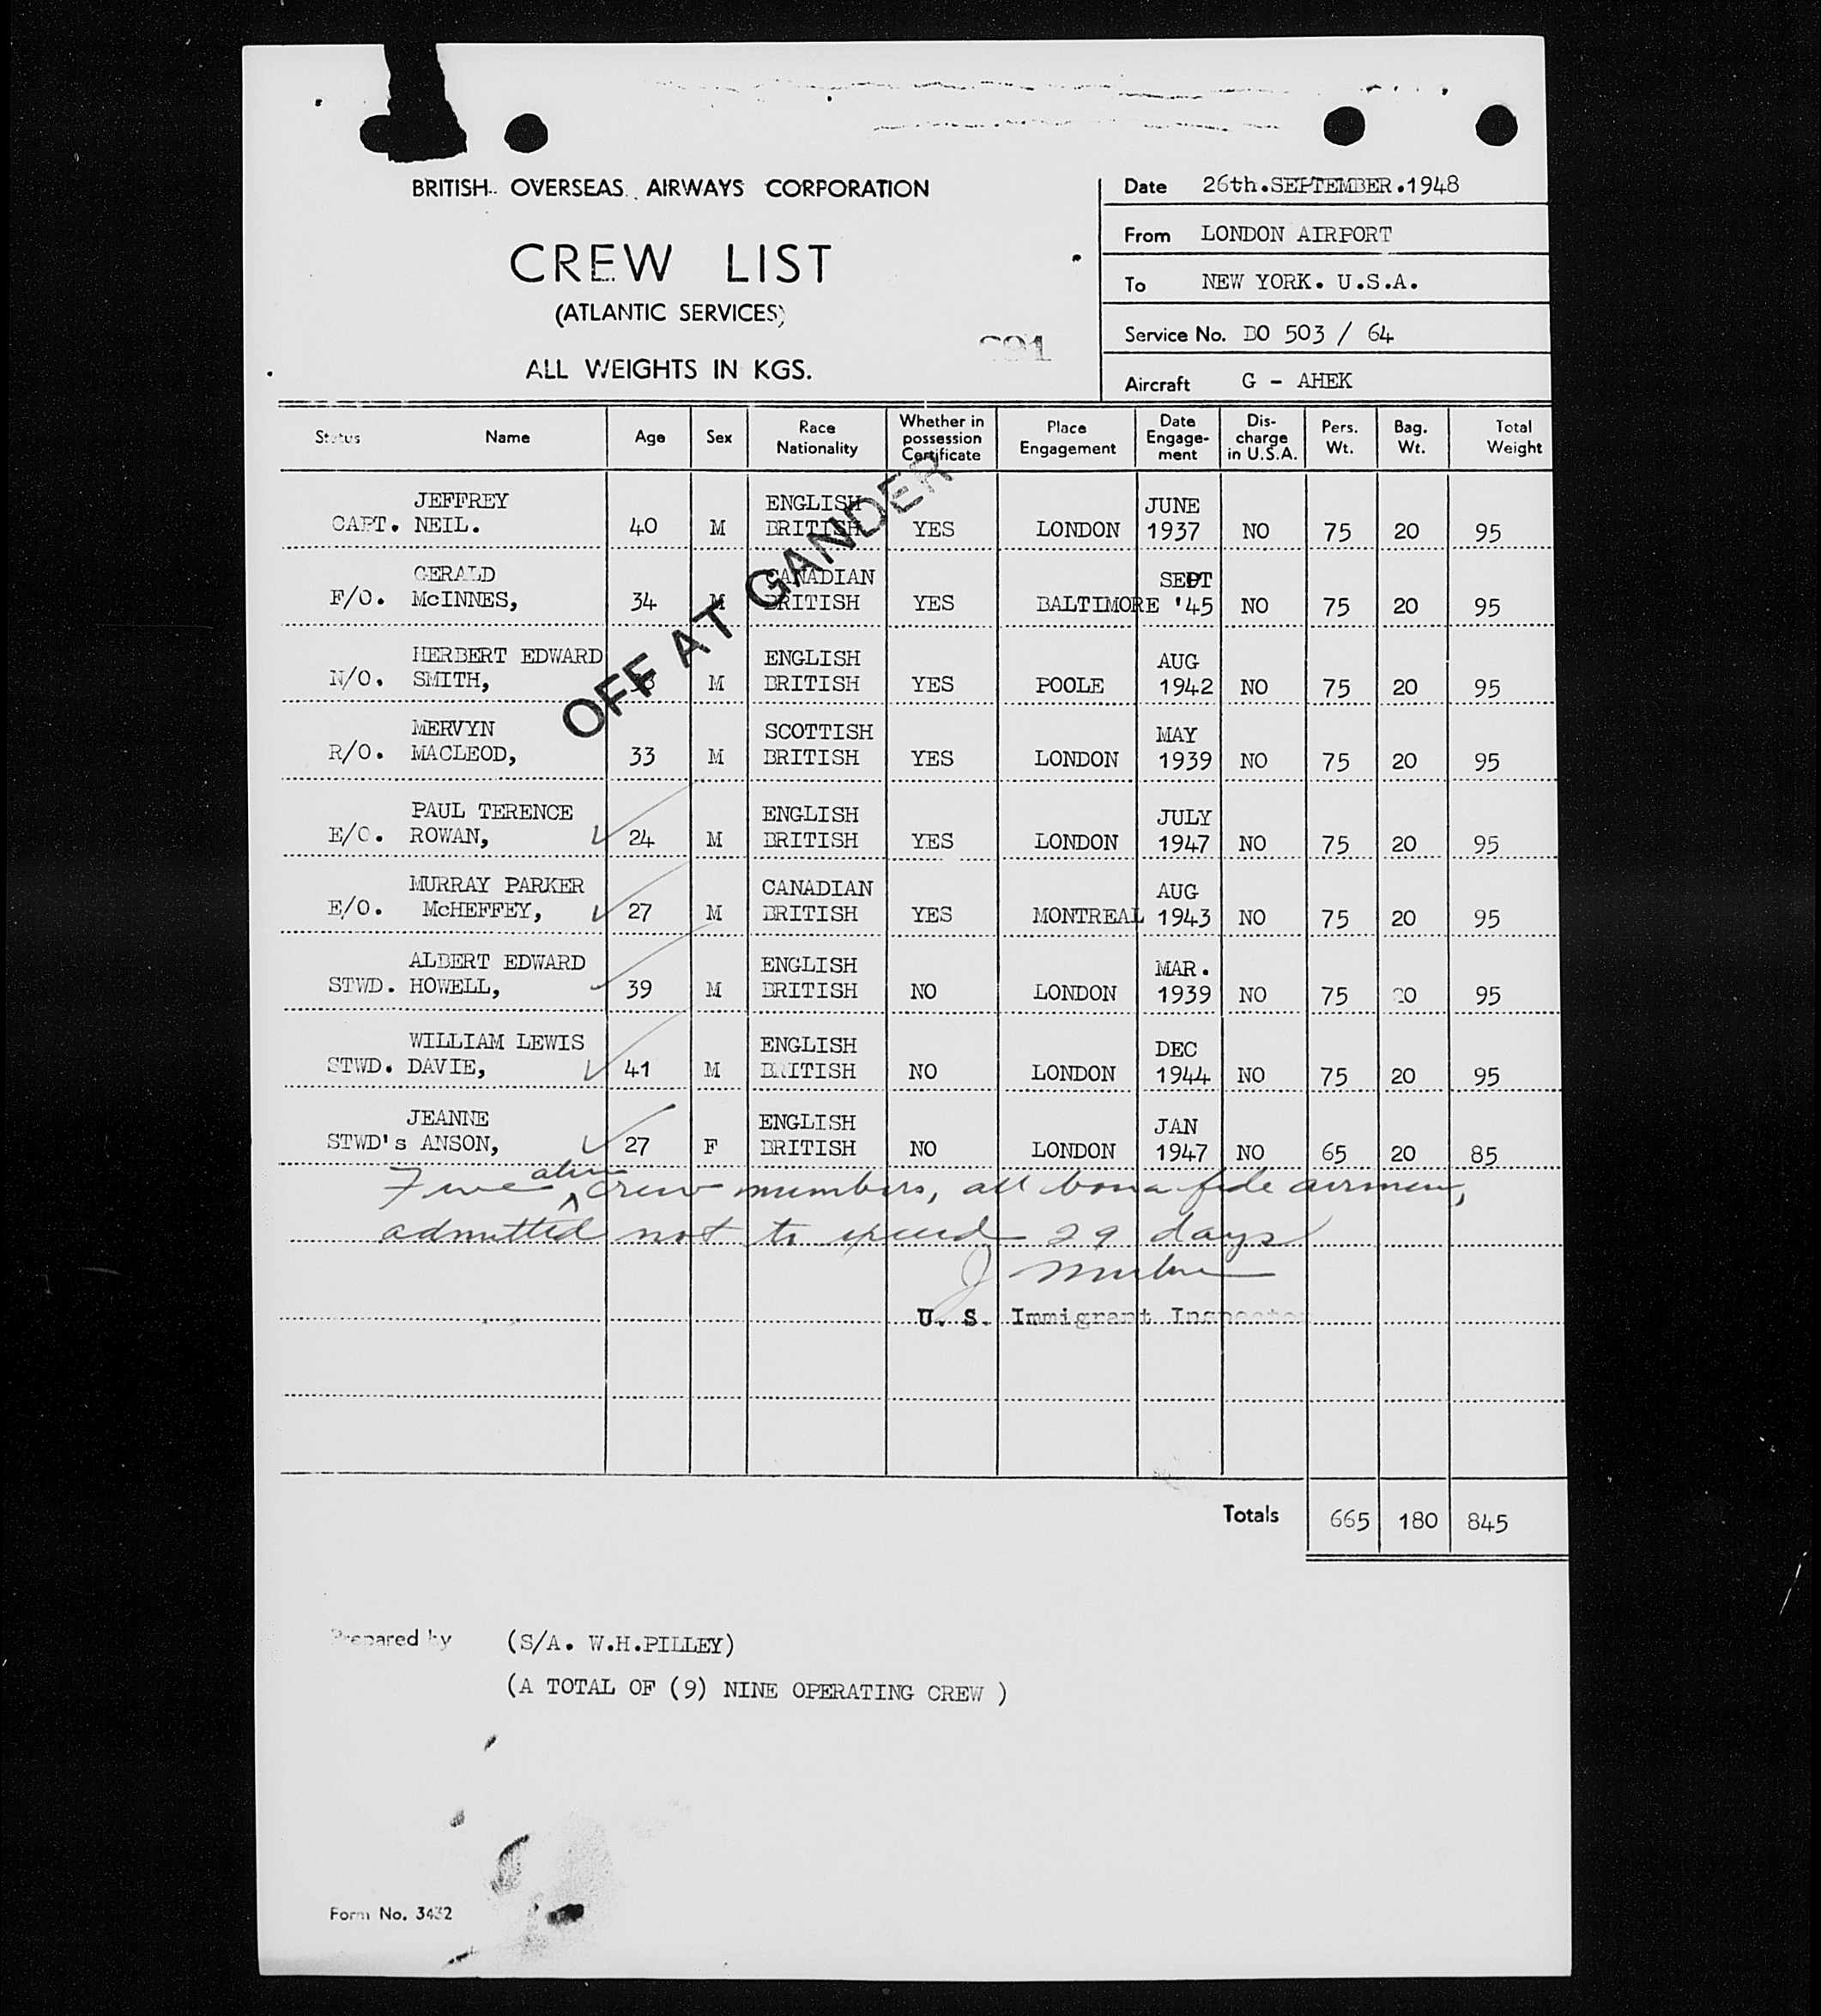 BRITISH OVERSEAS AIRWAYS CORPORATION
CREW LIST
(ATLANTIC SERVICES)
ALL WEIGHTS IN KGS.
Date 26th.SEPTEMBER.1948
From LONDON AIRPORT
To NEW YORK. U.S.A.
Service No. BO 503 / 64
Aircraft G - AHEK
Status Name Age Sex Race Nationality Whether in possession Certificate Place Engagement Date Engage-ment Dis-charge in U.S.A. Pers. Wt. Bag. Wt. Total Weight
JEFFREY ENGLISH JUNE
CAPT. NEIL. 40 M BRITISH YES LONDON 1937 NO 75 20 95
GERALD CANADIAN SEPT
F/O. McINNES, 34 M BRITISH YES BALTIMORE '45 NO 75 20 95
HERBERT EDWARD ENGLISH AUG
N/O. SMITH, M BRITISH YES POOLE 1942 NO 75 20 95
OFF AT GANDER
MERVYN SCOTTISH MAY
R/O. MACLEOD, 33 M BRITISH YES LONDON 1939 NO 75 20 95
PAUL TERENCE ENGLISH JULY
E/O. ROWAN, 24 M BRITISH YES LONDON 1947 NO 75 20 95
MURRAY PARKER CANADIAN AUG
E/O. McHEFFEY, 27 M BRITISH YES MONTREAL 1943 NO 75 20 95
ALBERT EDWARD ENGLISH MAR.
STWD. HOWELL, 39 M BRITISH NO LONDON 1939 NO 75 20 95
WILLIAM LEWIS ENGLISH DEC
STWD. DAVIE, 41 M BRITISH NO LONDON 1944 NO 75 20 95
JEANNE ENGLISH JAN
STWD's ANSON, 27 F BRITISH NO LONDON 1947 NO 65 20 85
Five alien crew members, all bona fide airmen,
admitted not to exceed 29 days
U. S. Immigrant Inspector
Totals 665 180 845
Prepared by (S/A. W.H.PILLEY)
(A TOTAL OF (9) NINE OPERATING CREW )
Form No. 3432